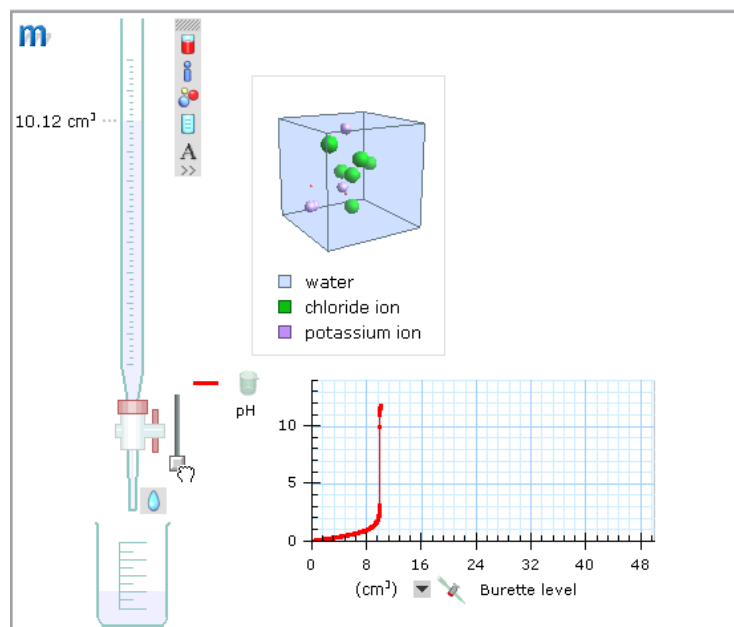 m
10.12 cm³
A
>>
water
chloride ion
potassium ion
pH
10
5
0
0 8 16 24 32 40 48
(cm³) Burette level